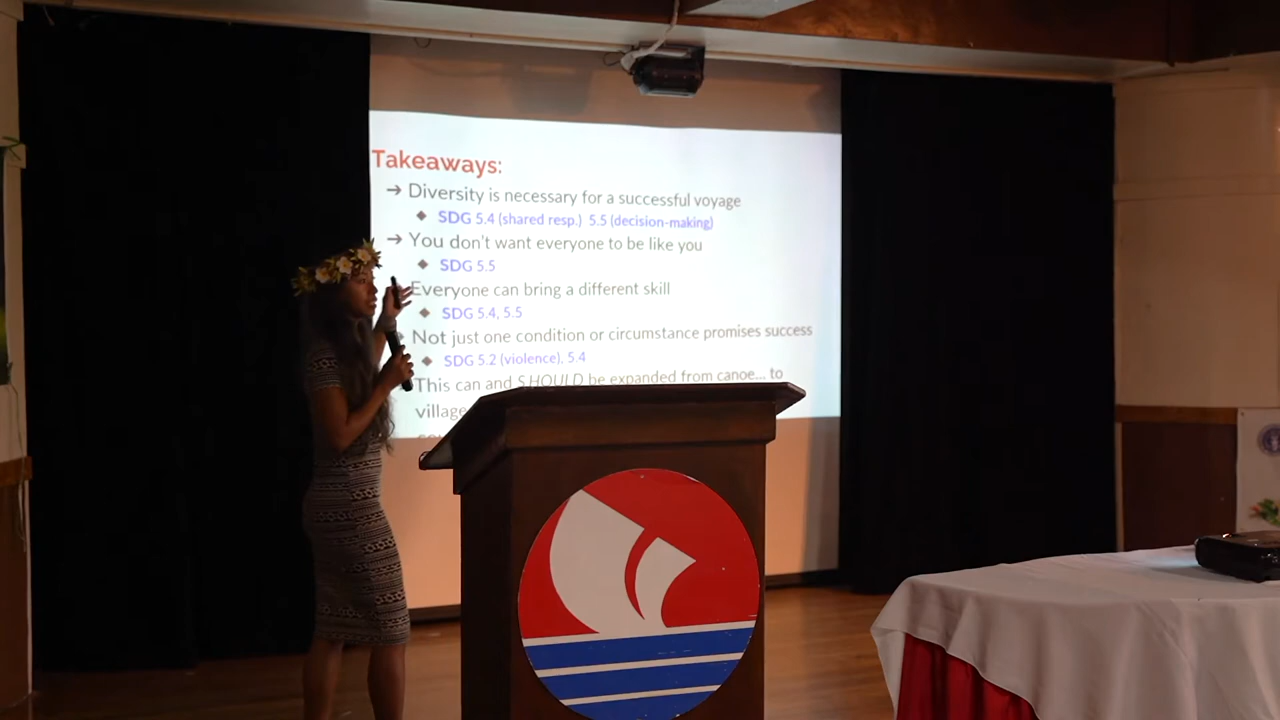 Takeaways:
➔ Diversity is necessary for a successful voyage
◆ SDG 5.4 (shared resp.) 5.5 (decision-making)
➔ You don't want everyone to be like you
◆ SDG 5.5
Everyone can bring a different skill
◆ SDG 5.4, 5.5
Not just one condition or circumstance promises success
◆ SDG 5.2 (violence), 5.4
This can and SHOULD be expanded from canoe... to
village